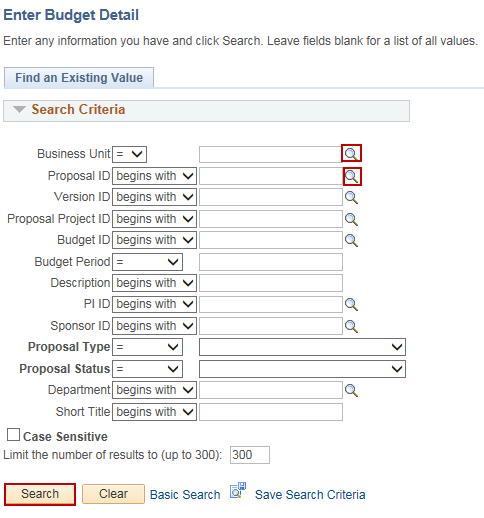 Enter Budget Detail
Enter any information you have and click Search. Leave fields blank for a list of all values.
Find an Existing Value
Search Criteria
Business Unit =
Proposal ID begins with
Version ID begins with
Proposal Project ID begins with
Budget ID begins with
Budget Period =
Description begins with
PI ID begins with
Sponsor ID begins with
Proposal Type =
Proposal Status =
Department begins with
Short Title begins with
Case Sensitive
Limit the number of results to (up to 300): 300
Search Clear Basic Search Save Search Criteria